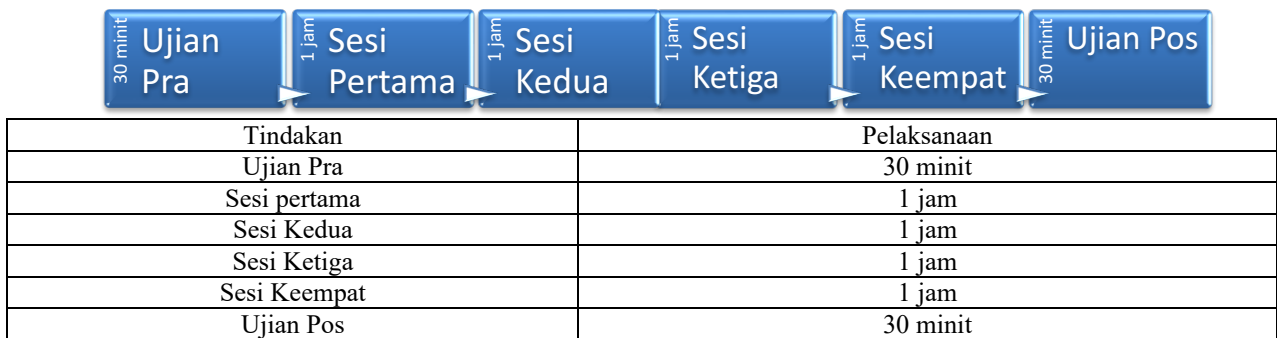 30 minit
Ujian
Pra
1 jam
Sesi
Pertama
1 jam
Sesi
Kedua
1 jam
Sesi
Ketiga
1 jam
Sesi
Keempat
30 minit
Ujian Pos
Tindakan Pelaksanaan
Ujian Pra 30 minit
Sesi pertama 1 jam
Sesi Kedua 1 jam
Sesi Ketiga 1 jam
Sesi Keempat 1 jam
Ujian Pos 30 minit